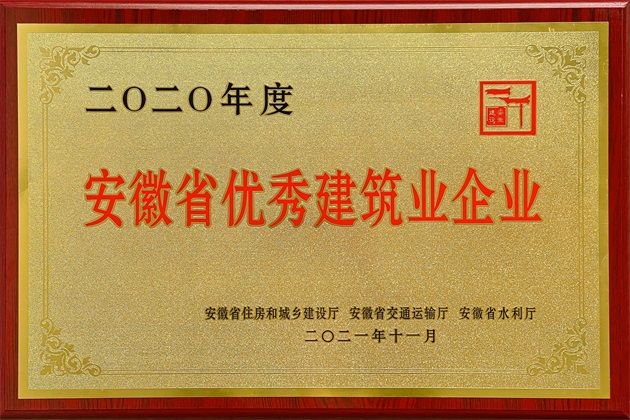 二〇二〇年度
安徽省优秀建筑业企业
安徽省住房和城乡建设厅 安徽省交通运输厅 安徽省水利厅
二〇二一年十一月